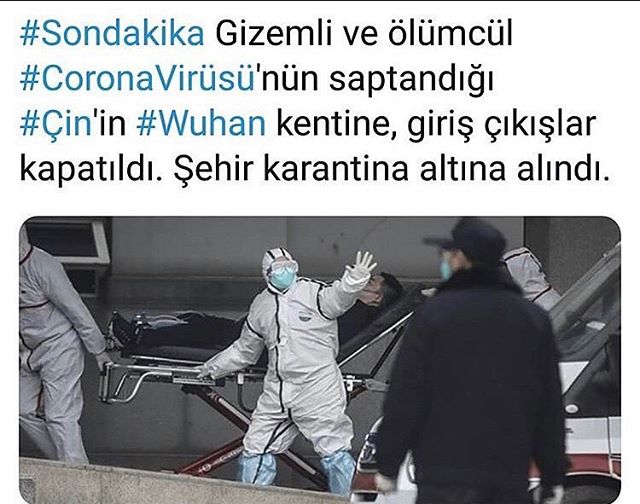 #Sondakika Gizemli ve ölümcül
#CoronaVirüsü'nün saptandığı
#Çin'in #Wuhan kentine, giriş çıkışlar
kapatıldı. Şehir karantina altına alındı.